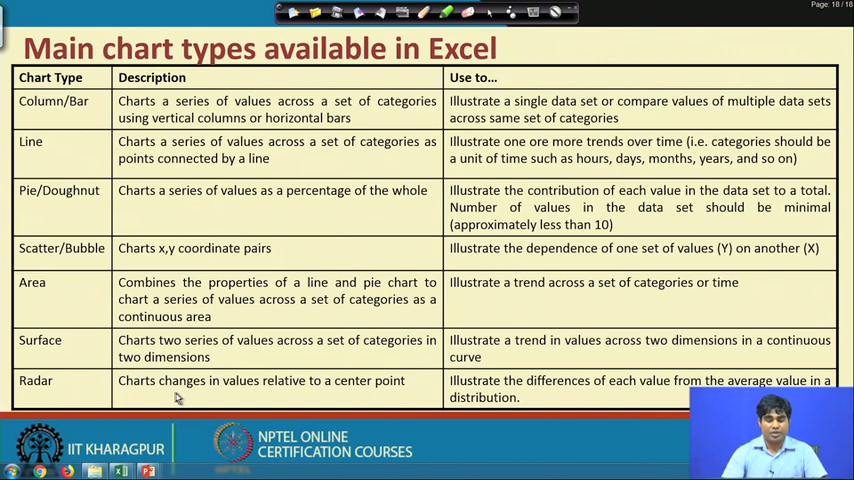 Page: 18 / 18
Main chart types available in Excel
Chart Type Description Use to…
Column/Bar Charts a series of values across a set of categories Illustrate a single data set or compare values of multiple data sets
using vertical columns or horizontal bars across same set of categories
Line Charts a series of values across a set of categories as Illustrate one ore more trends over time (i.e. categories should be
points connected by a line a unit of time such as hours, days, months, years, and so on)
Pie/Doughnut Charts a series of values as a percentage of the whole Illustrate the contribution of each value in the data set to a total.
Number of values in the data set should be minimal
(approximately less than 10)
Scatter/Bubble Charts x,y coordinate pairs Illustrate the dependence of one set of values (Y) on another (X)
Area Combines the properties of a line and pie chart to Illustrate a trend across a set of categories or time
chart a series of values across a set of categories as a
continuous area
Surface Charts two series of values across a set of categories in Illustrate a trend in values across two dimensions in a continuous
two dimensions curve
Radar Charts changes in values relative to a center point Illustrate the differences of each value from the average value in a
distribution.
IIT KHARAGPUR
NPTEL ONLINE
CERTIFICATION COURSES
NPTEL